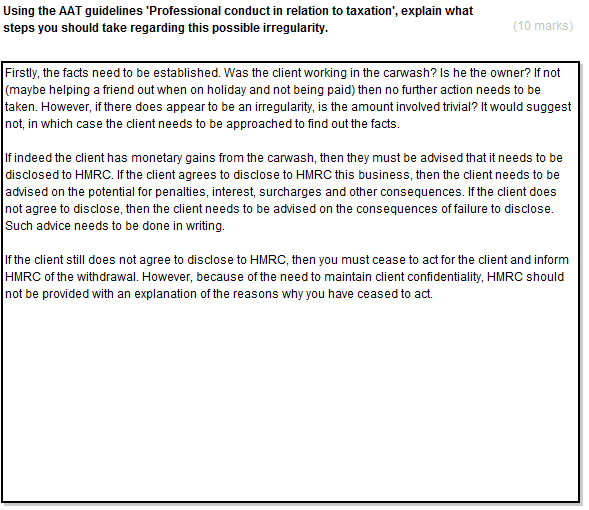 Using the AAT guidelines 'Professional conduct in relation to taxation', explain what
steps you should take regarding this possible irregularity.
(10 marks)
Firstly, the facts need to be established. Was the client working in the carwash? Is he the owner? If not
(maybe helping a friend out when on holiday and not being paid) then no further action needs to be
taken. However, if there does appear to be an irregularity, is the amount involved trivial? It would suggest
not, in which case the client needs to be approached to find out the facts.
If indeed the client has monetary gains from the carwash, then they must be advised that it needs to be
disclosed to HMRC. If the client agrees to disclose to HMRC this business, then the client needs to be
advised on the potential for penalties, interest, surcharges and other consequences. If the client does
not agree to disclose, then the client needs to be advised on the consequences of failure to disclose.
Such advice needs to be done in writing.
If the client still does not agree to disclose to HMRC, then you must cease to act for the client and inform
HMRC of the withdrawal. However, because of the need to maintain client confidentiality, HMRC should
not be provided with an explanation of the reasons why you have ceased to act.